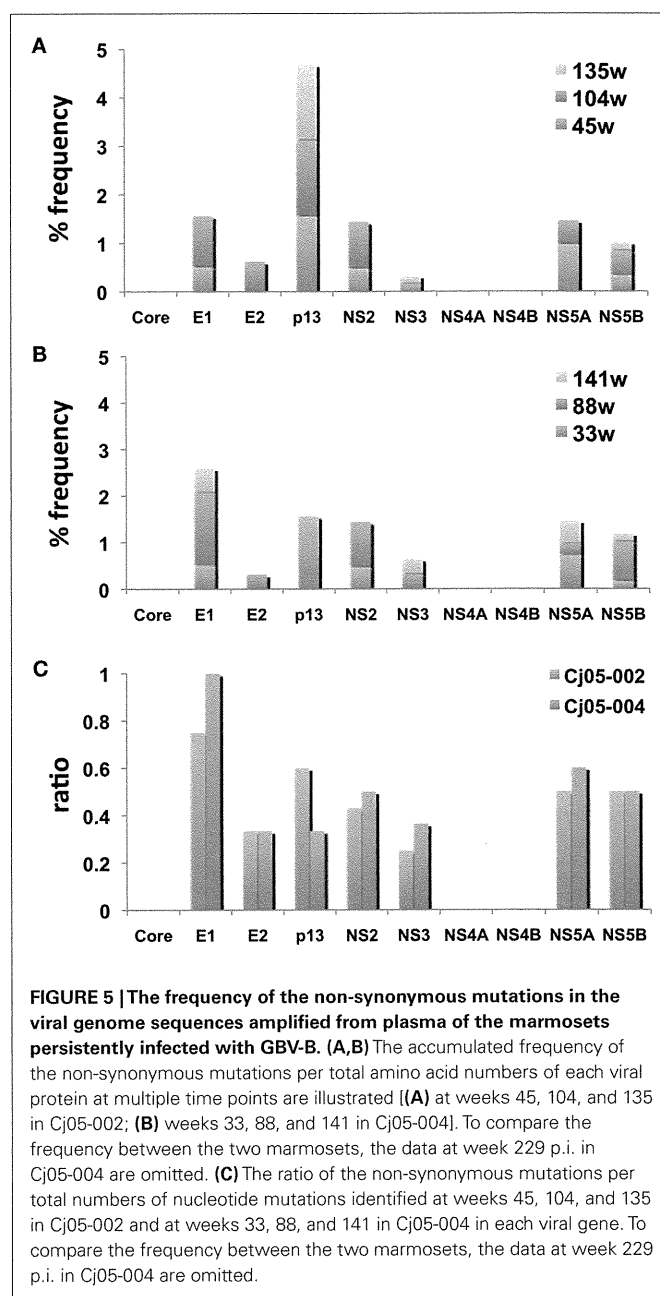 A
5
4
3
2
1
0
% frequency
135w
104w
45w
Core E1 E2 p13 NS2 NS3 NS4A NS4B NS5A NS5B
B
5
4
3
2
1
0
% frequency
141w
88w
33w
Core E1 E2 p13 NS2 NS3 NS4A NS4B NS5A NS5B
C
1
0.8
0.6
0.4
0.2
0
ratio
Cj05-002
Cj05-004
Core E1 E2 p13 NS2 NS3 NS4A NS4B NS5A NS5B
FIGURE 5 | The frequency of the non-synonymous mutations in the
viral genome sequences amplified from plasma of the marmosets
persistently infected with GBV-B. (A,B) The accumulated frequency of
the non-synonymous mutations per total amino acid numbers of each viral
protein at multiple time points are illustrated [(A) at weeks 45, 104, and 135
in Cj05-002; (B) weeks 33, 88, and 141 in Cj05-004]. To compare the
frequency between the two marmosets, the data at week 229 p.i. in
Cj05-004 are omitted. (C) The ratio of the non-synonymous mutations per
total numbers of nucleotide mutations identified at weeks 45, 104, and 135
in Cj05-002 and at weeks 33, 88, and 141 in Cj05-004 in each viral gene. To
compare the frequency between the two marmosets, the data at week 229
p.i. in Cj05-004 are omitted.